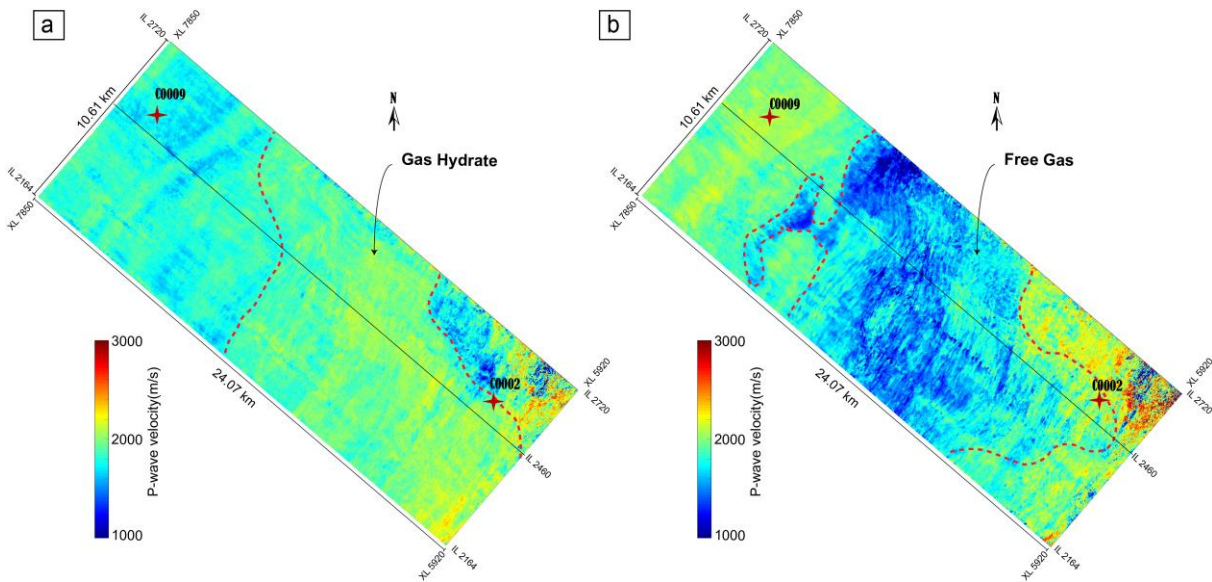 a
IL 2720
XL 7850
10.61 km
C0009
N
Gas Hydrate
IL 2164
XL 7850
24.07 km
C0002
XL 5920
IL 2720
IL 2460
XL 5920
IL 2164
3000
2000
1000
P-wave velocity(m/s)
b
IL 2720
XL 7850
10.61 km
C0009
N
Free Gas
IL 2164
XL 7850
24.07 km
C0002
XL 5920
IL 2720
IL 2460
XL 5920
IL 2164
3000
2000
1000
P-wave velocity(m/s)